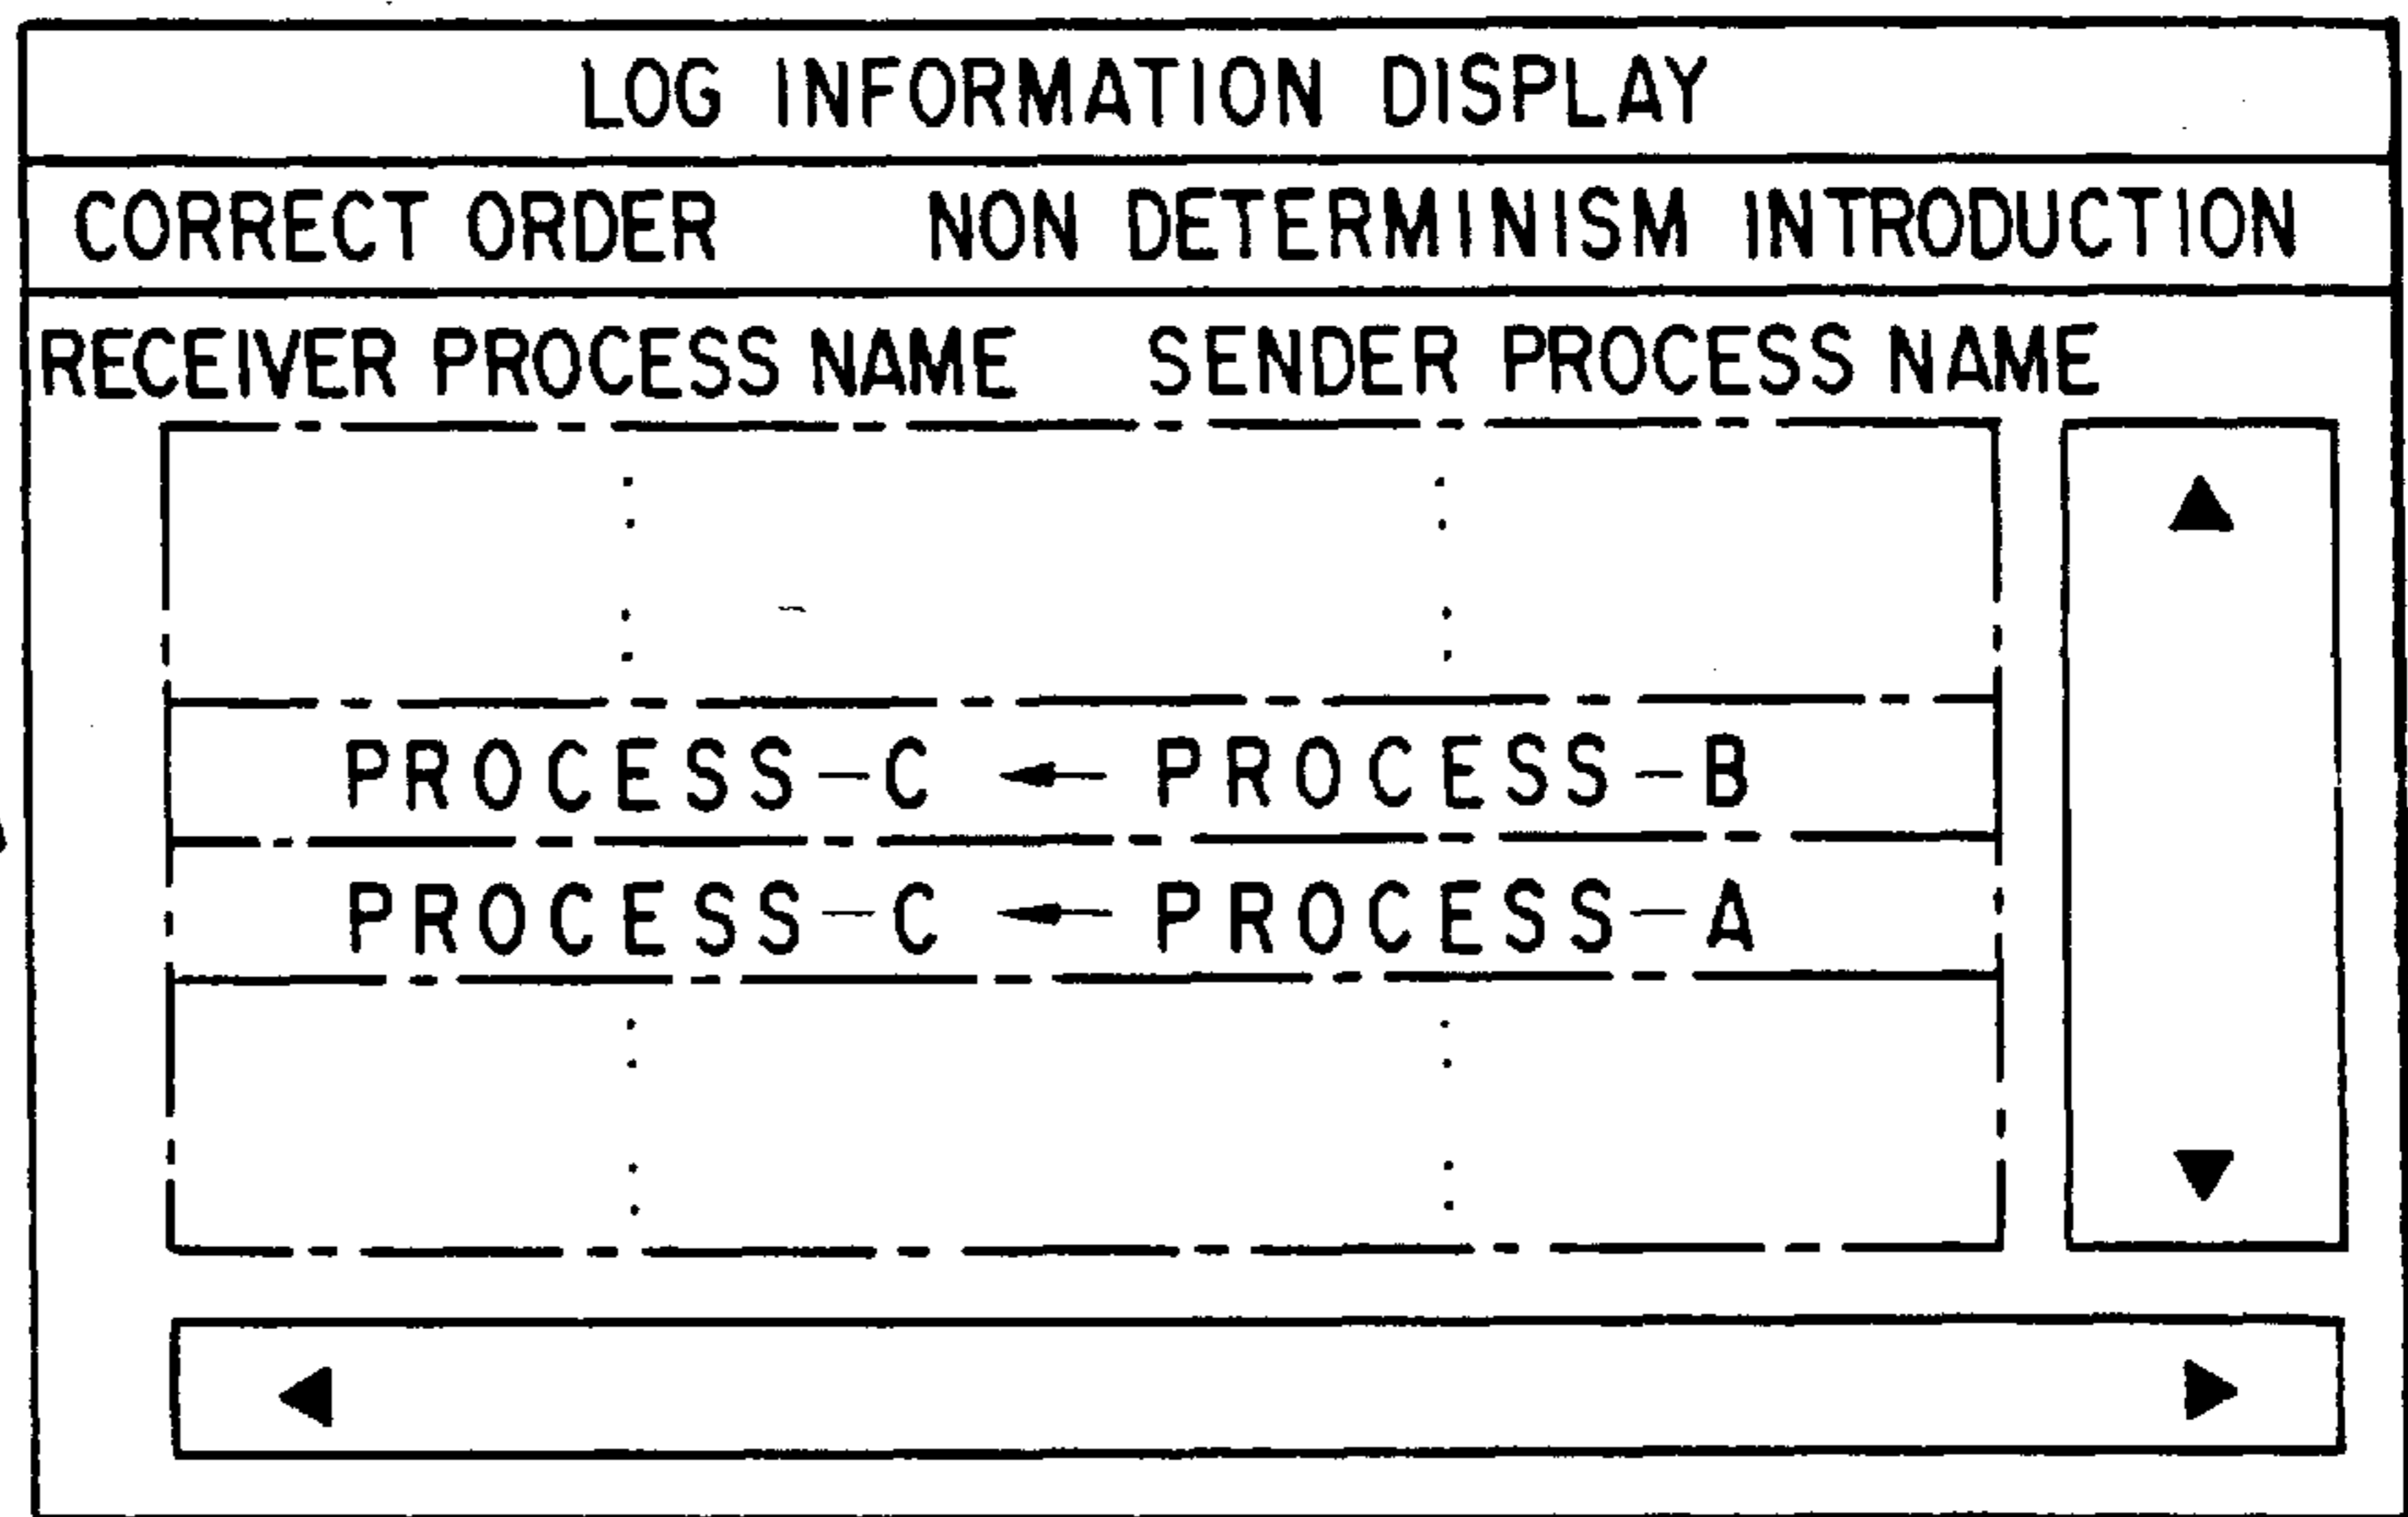 LOG INFORMATION DISPLAY
CORRECT ORDER NON DETERMINISM INTRODUCTION
RECEIVER PROCESS NAME SENDER PROCESS NAME
PROCESS-C ← PROCESS-B
PROCESS-C ← PROCESS-A